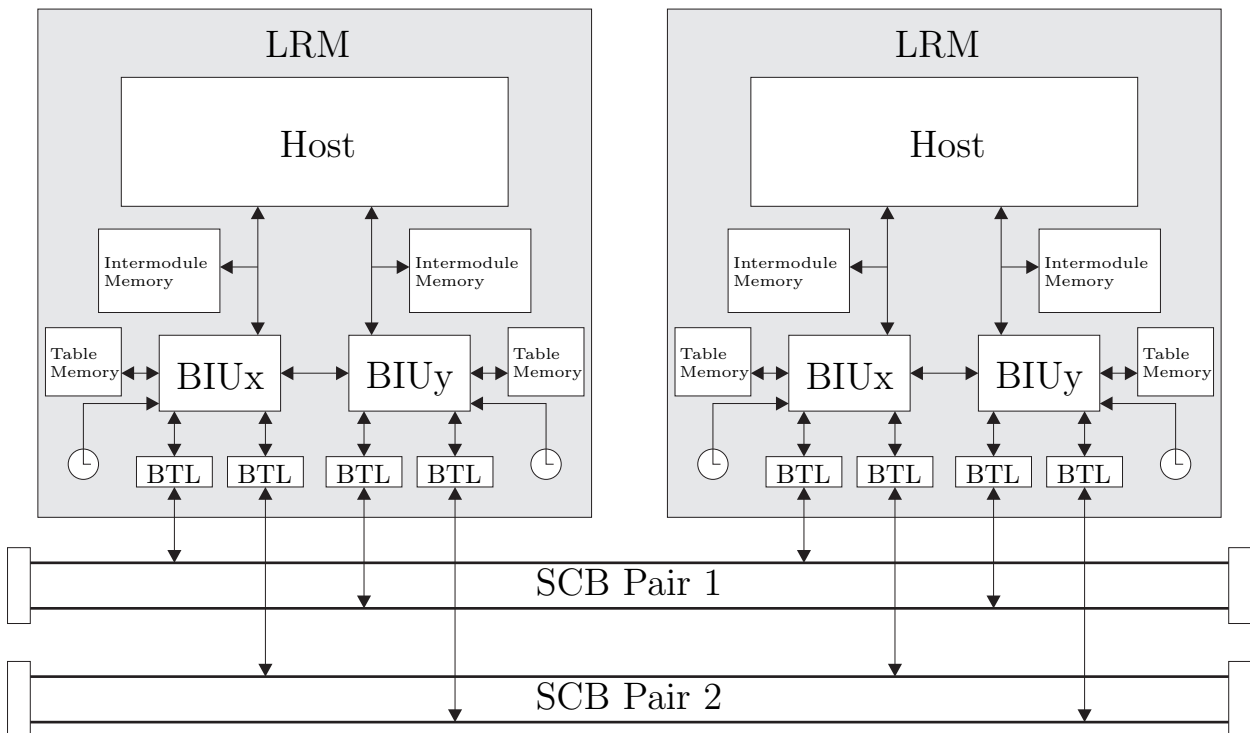 LRM
Host
Intermodule
Memory
Intermodule
Memory
Table
Memory
BIUx
BIUy
Table
Memory
BTL
BTL
BTL
BTL
LRM
Host
Intermodule
Memory
Intermodule
Memory
Table
Memory
BIUx
BIUy
Table
Memory
BTL
BTL
BTL
BTL
SCB Pair 1
SCB Pair 2